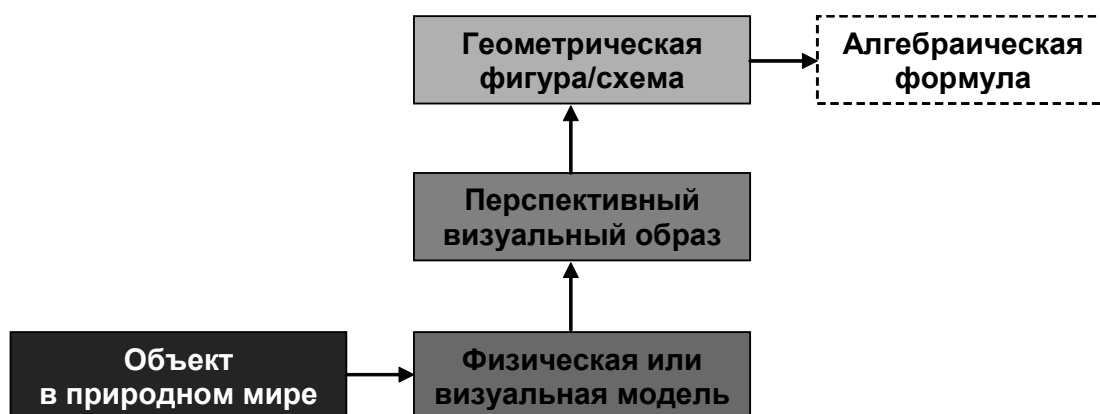 Геометрическая
фигура/схема
Алгебраическая
формула
Перспективный
визуальный образ
Объект
в природном мире
Физическая или
визуальная модель